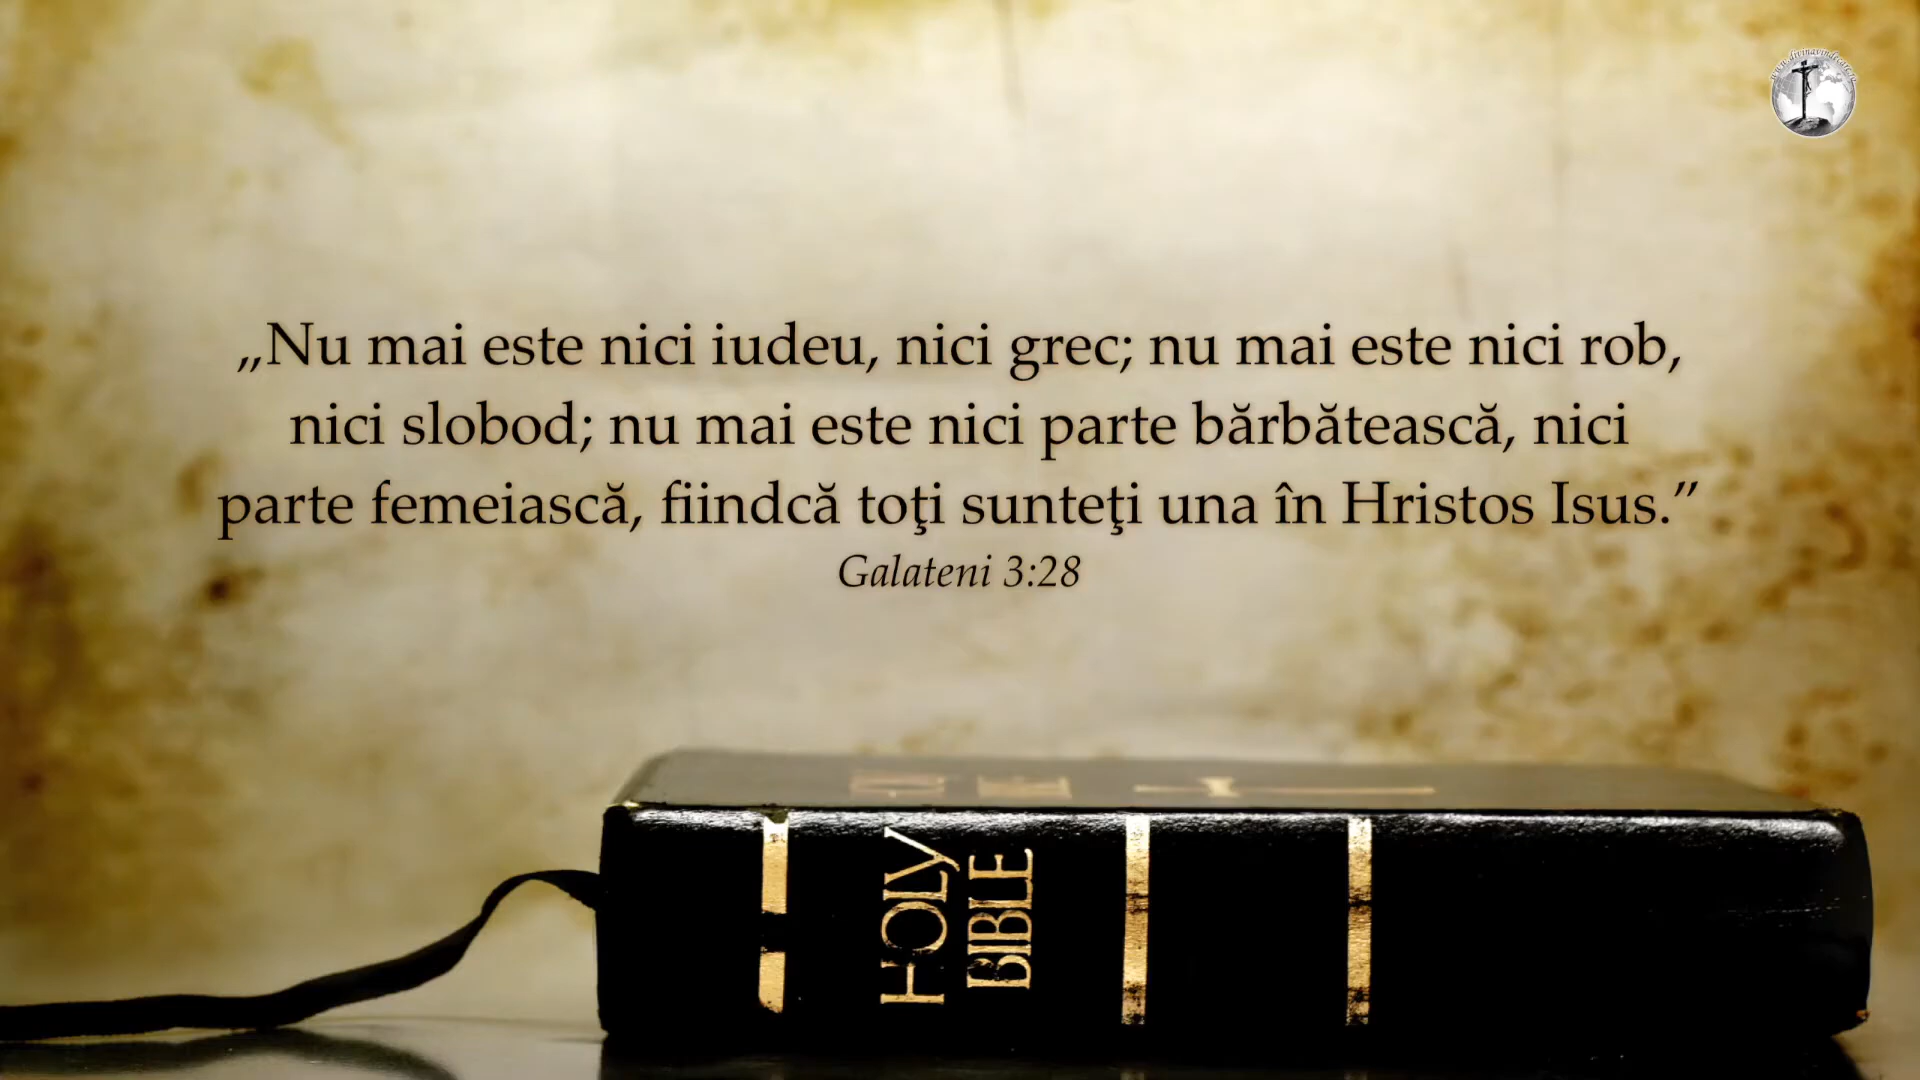 „Nu mai este nici iudeu, nici grec; nu mai este nici rob,
nici slobod; nu mai este nici parte bărbătească, nici
parte femeiască, fiindcă toţi sunteţi una în Hristos Isus.”
Galateni 3:28
HOLY
BIBLE